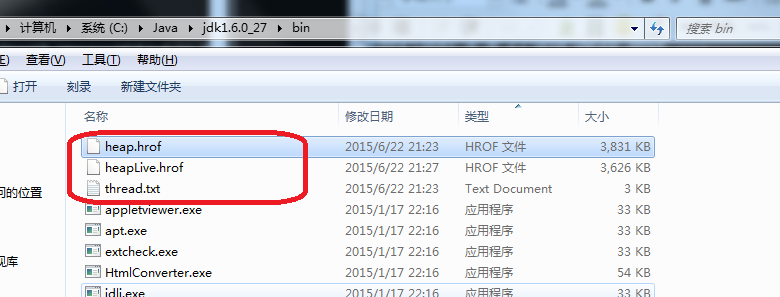 计算机 ▸ 系统 (C:) ▸ Java ▸ jdk1.6.0_27 ▸ bin 搜索 bin
(E) 查看(V) 工具(T) 帮助(H)
打开 刻录 新建文件夹
名称 修改日期 类型 大小
heap.hrof 2015/6/22 21:23 HROF 文件 3,831 KB
heapLive.hrof 2015/6/22 21:27 HROF 文件 3,626 KB
thread.txt 2015/6/22 21:23 Text Document 3 KB
问的位置 appletviewer.exe 2015/1/17 22:16 应用程序 33 KB
apt.exe 2015/1/17 22:16 应用程序 33 KB
extcheck.exe 2015/1/17 22:16 应用程序 33 KB
现库 HtmlConverter.exe 2015/1/17 22:16 应用程序 54 KB
idlj.exe 2015/1/17 22:16 应用程序 33 KB